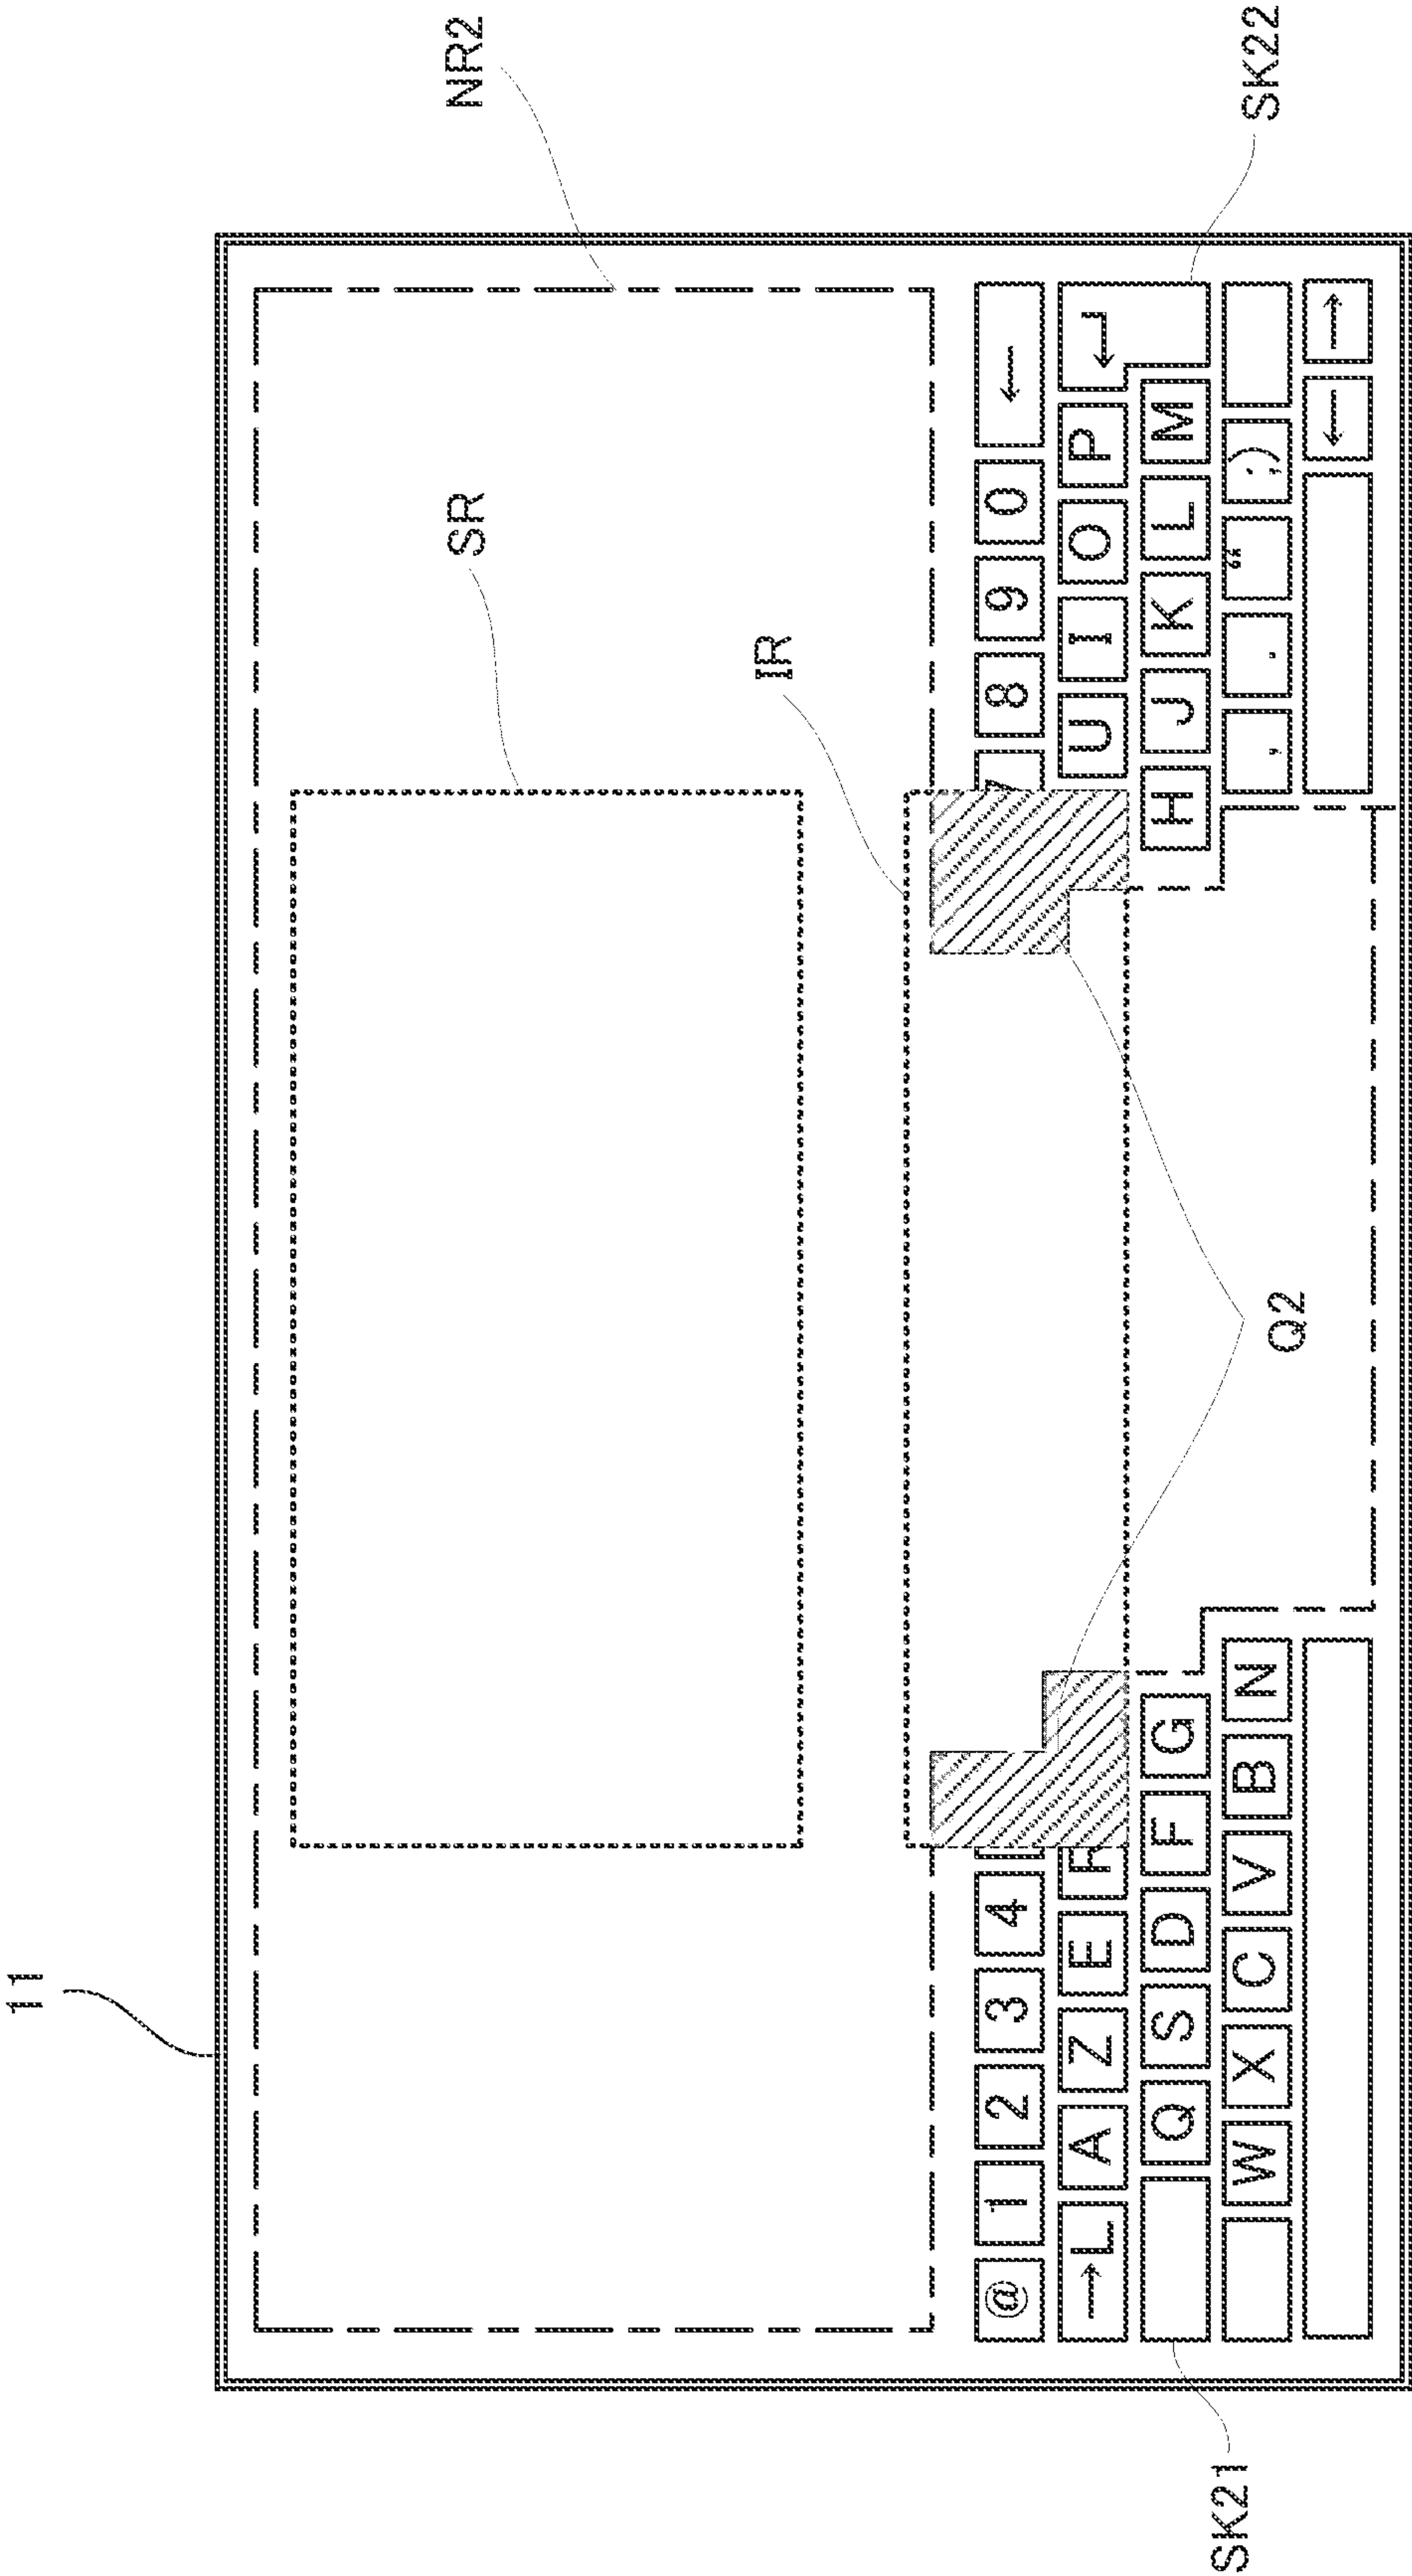 11
SR NR2
IR
@ 1 2 3 4 7 8 9 0 ←
→L A Z E R U I O P ↵
Q S D F G H J K L M
W X C V B N , . “ ;)
← →
SK21 Q2 SK22